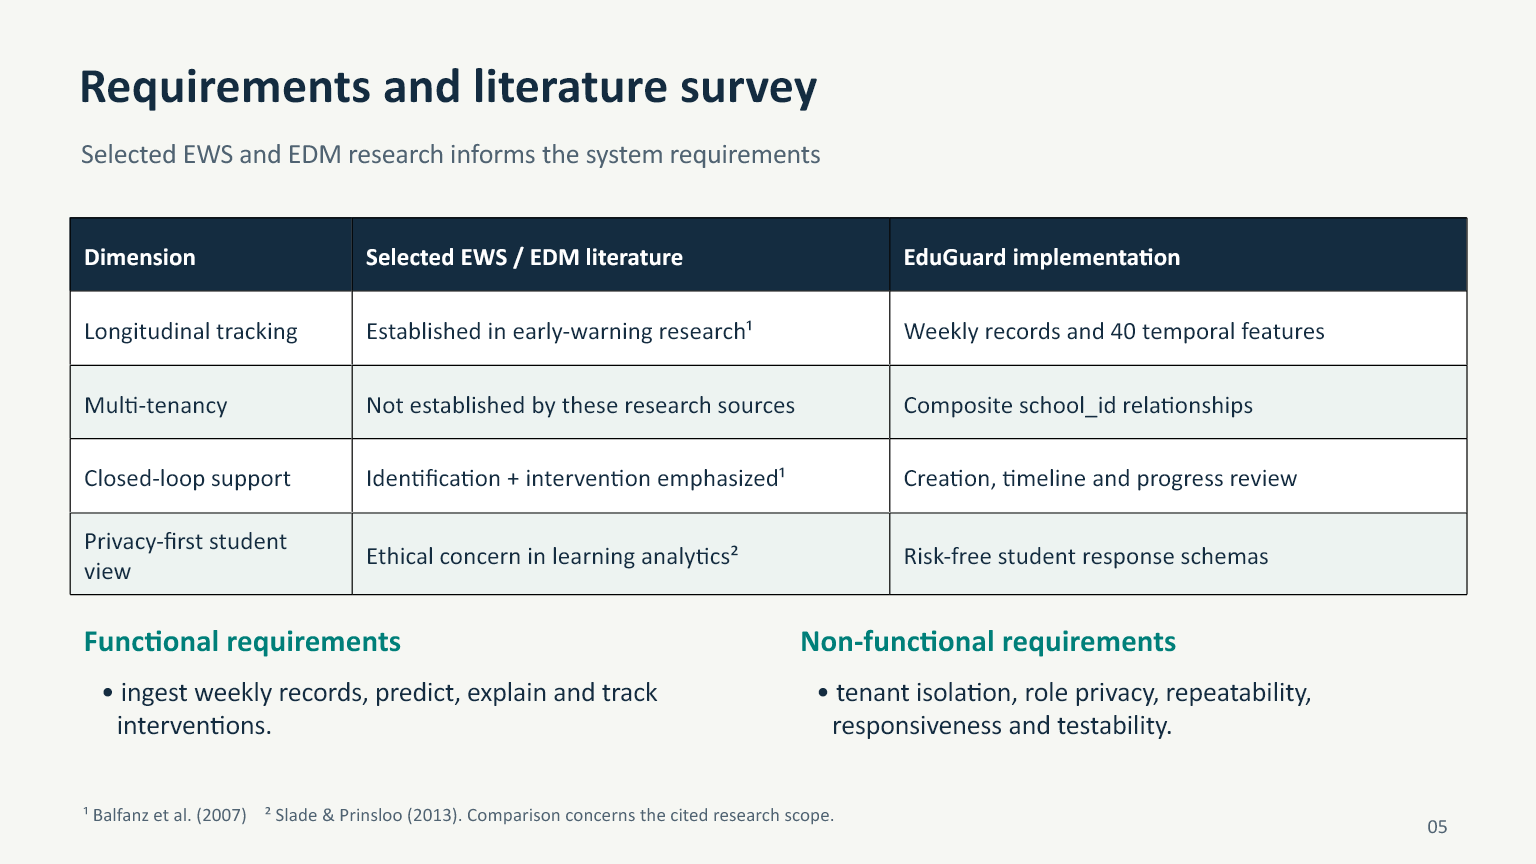 Requirements and literature survey
Selected EWS and EDM research informs the system requirements
Dimension
Selected EWS / EDM literature
EduGuard implementation
Longitudinal tracking
Established in early-warning research¹
Weekly records and 40 temporal features
Multi-tenancy
Not established by these research sources
Composite school_id relationships
Closed-loop support
Identification + intervention emphasized¹
Creation, timeline and progress review
Privacy-first student
view
Ethical concern in learning analytics²
Risk-free student response schemas
Functional requirements
• ingest weekly records, predict, explain and track
interventions.
Non-functional requirements
• tenant isolation, role privacy, repeatability,
responsiveness and testability.
¹ Balfanz et al. (2007) ² Slade & Prinsloo (2013). Comparison concerns the cited research scope.
05